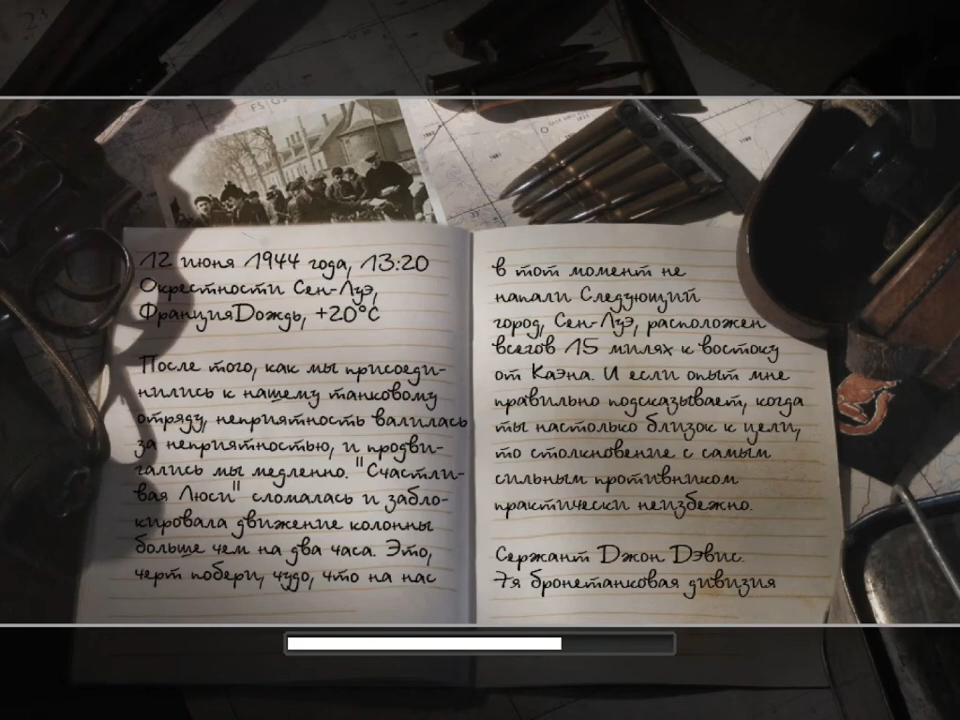 12 июня 1944 года, 13:20
Окрестности Сен-Луэ,
ФранцияДождь, +20°C
После того, как мы присоеди-
нились к нашему танковому
отряду, неприятность валилась
за неприятностью, и продви-
гались мы медленно. "Счастли-
вая Люси" сломалась и забло-
кировала движение колонны
больше чем на два часа. Это,
черт побери, чудо, что на нас
в тот момент не
напали Следующий
город, Сен-Луэ, расположен
всегов 15 милях к востоку
от Каэна. И если опыт мне
правильно подсказывает, когда
ты настолько близок к цели,
то столкновение с самым
сильным противником
практически неизбежно.
Сержант Джон Дэвис.
7я бронетанковая дивизия